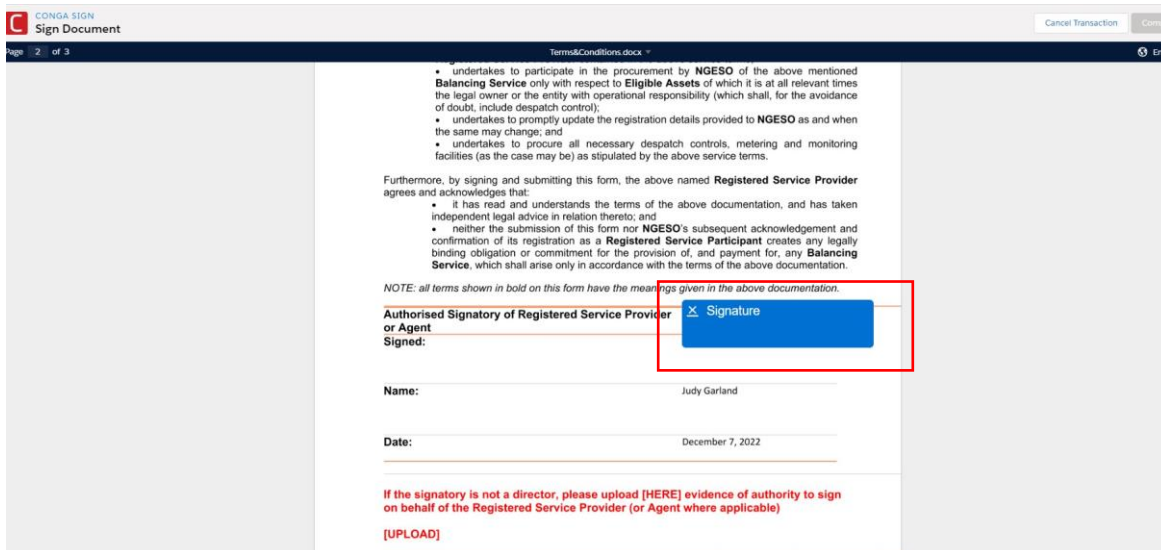 CONGA SIGN
Sign Document
Cancel Transaction
Page 2 of 3
Terms&Conditions.docx
• undertakes to participate in the procurement by NGESO of the above mentioned
Balancing Service only with respect to Eligible Assets of which it is at all relevant times
the legal owner or the entity with operational responsibility (which shall, for the avoidance
of doubt, include despatch control);
• undertakes to promptly update the registration details provided to NGESO as and when
the same may change; and
• undertakes to procure all necessary despatch controls, metering and monitoring
facilities (as the case may be) as stipulated by the above service terms.
Furthermore, by signing and submitting this form, the above named Registered Service Provider
agrees and acknowledges that:
• it has read and understands the terms of the above documentation, and has taken
independent legal advice in relation thereto; and
• neither the submission of this form nor NGESO's subsequent acknowledgement and
confirmation of its registration as a Registered Service Participant creates any legally
binding obligation or commitment for the provision of, and payment for, any Balancing
Service, which shall arise only in accordance with the terms of the above documentation.
NOTE: all terms shown in bold on this form have the meanings given in the above documentation.
Authorised Signatory of Registered Service Provider
or Agent
Signature
Signed:
Name: Judy Garland
Date: December 7, 2022
If the signatory is not a director, please upload [HERE] evidence of authority to sign
on behalf of the Registered Service Provider (or Agent where applicable)
[UPLOAD]